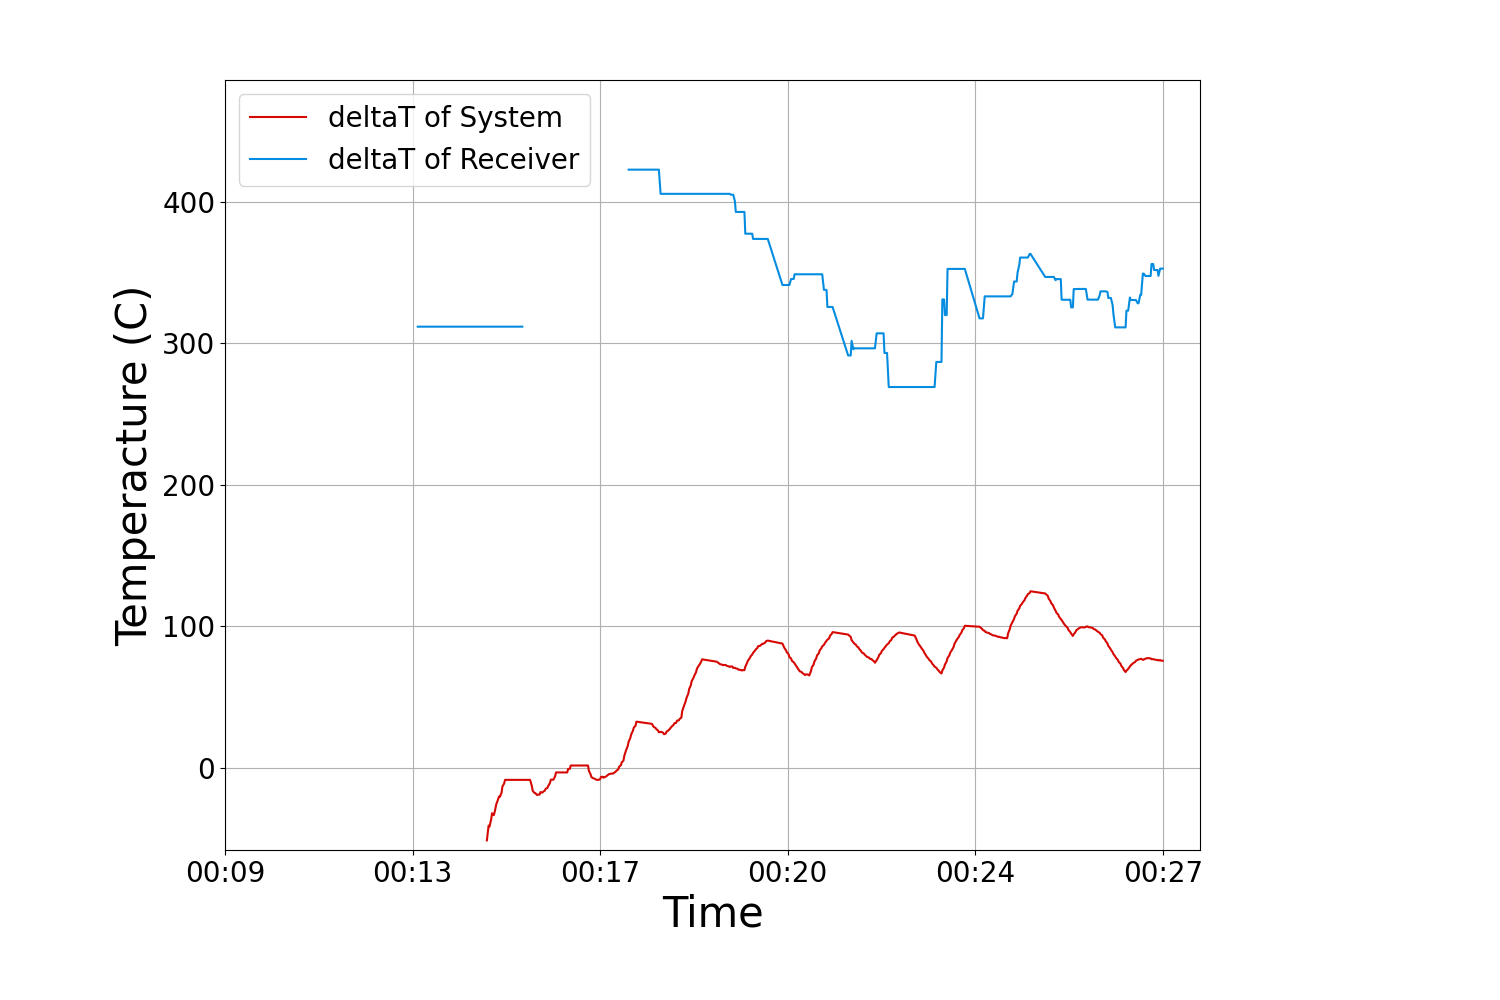 deltaT of System
deltaT of Receiver
400
300
200
100
0
Temperacture (C)
00:09 00:13 00:17 00:20 00:24 00:27
Time